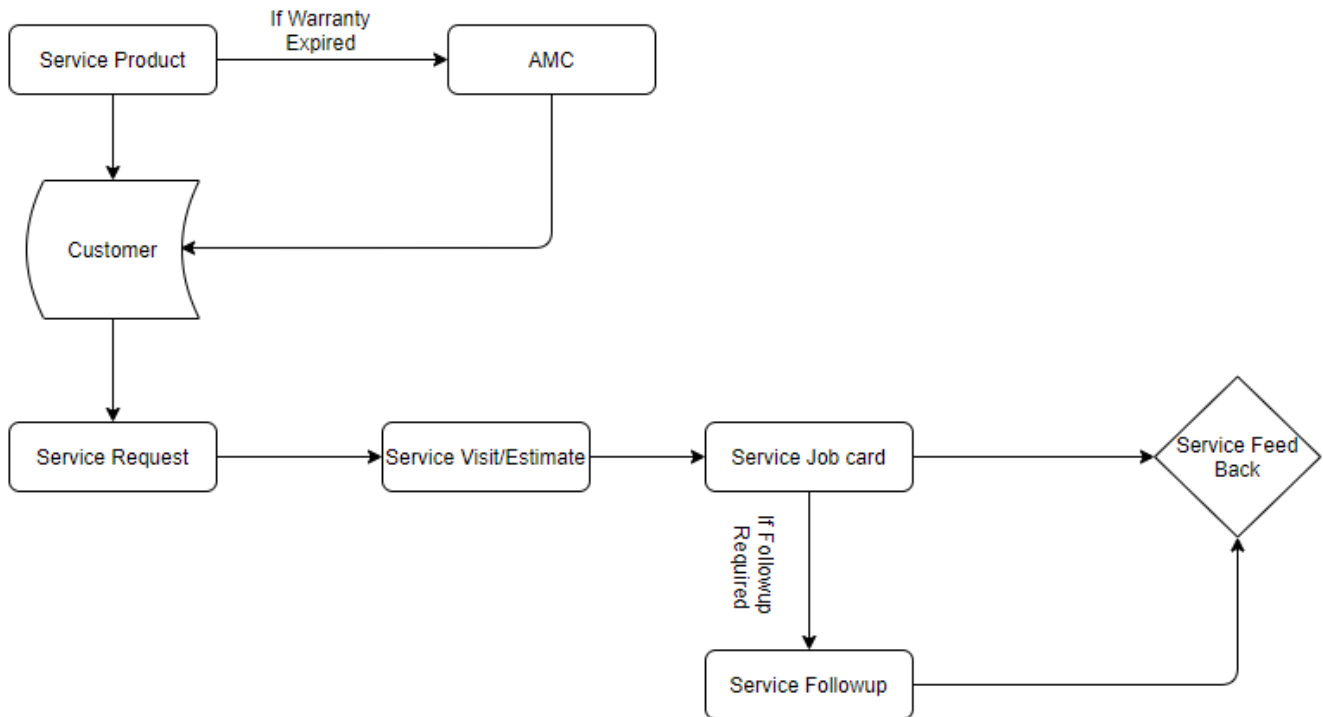 If Warranty
Expired
Service Product
AMC
Customer
Service Request
Service Visit/Estimate
Service Job card
Service Feed
Back
If Followup
Required
Service Followup